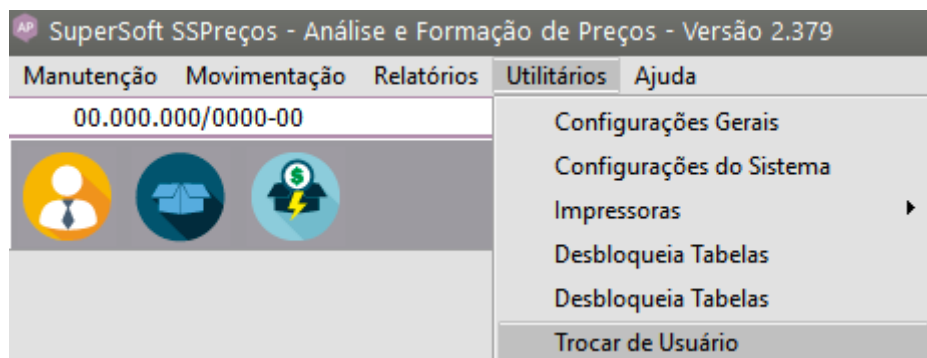 AP SuperSoft SSPreços - Análise e Formação de Preços - Versão 2.379
Manutenção Movimentação Relatórios Utilitários Ajuda
00.000.000/0000-00
$
Configurações Gerais
Configurações do Sistema
Impressoras
Desbloqueia Tabelas
Desbloqueia Tabelas
Trocar de Usuário